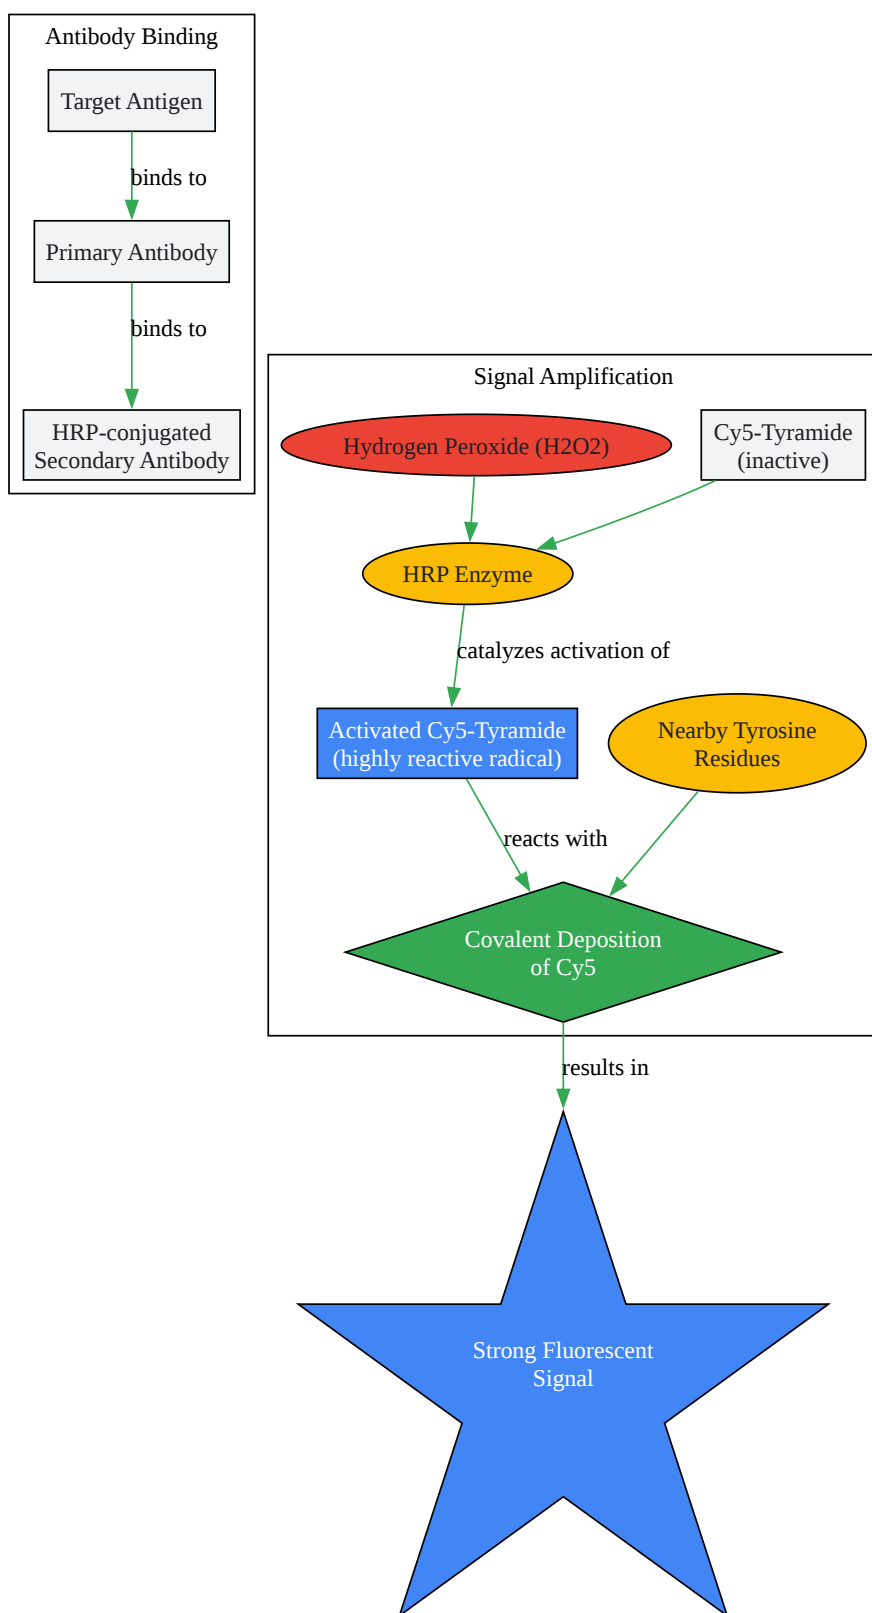 Antibody Binding
Target Antigen
binds to
Primary Antibody
binds to
HRP-conjugated
Secondary Antibody
Signal Amplification
Hydrogen Peroxide (H2O2)
Cy5-Tyramide
(inactive)
HRP Enzyme
catalyzes activation of
Activated Cy5-Tyramide
(highly reactive radical)
Nearby Tyrosine
Residues
reacts with
Covalent Deposition
of Cy5
results in
Strong Fluorescent
Signal